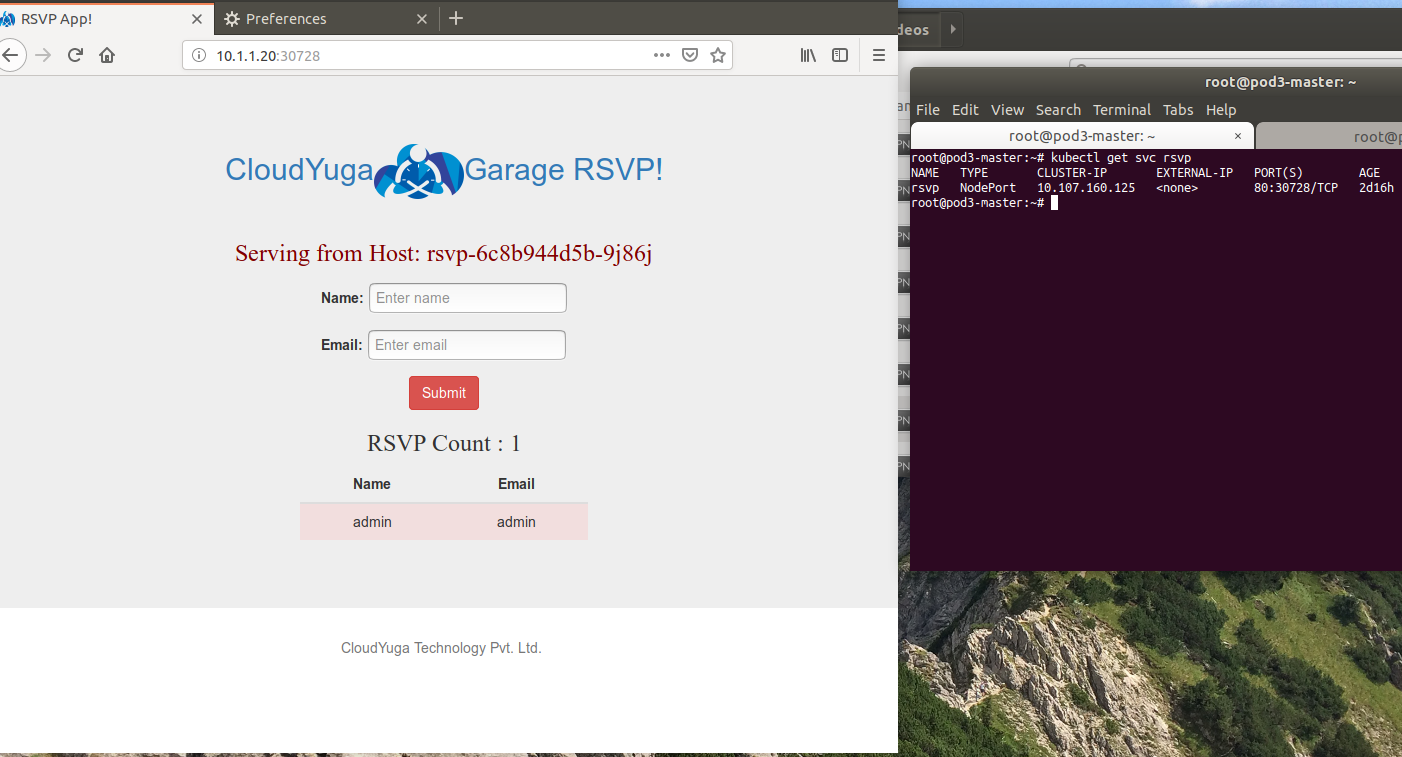 RSVP App!
Preferences
10.1.1.20:30728
CloudYuga Garage RSVP!
Serving from Host: rsvp-6c8b944d5b-9j86j
Name: Enter name
Email: Enter email
Submit
RSVP Count : 1
Name Email
admin admin
CloudYuga Technology Pvt. Ltd.
deos
root@pod3-master: ~
File Edit View Search Terminal Tabs Help
root@pod3-master: ~ × root@p
root@pod3-master:~# kubectl get svc rsvp
NAME TYPE CLUSTER-IP EXTERNAL-IP PORT(S) AGE
rsvp NodePort 10.107.160.125 <none> 80:30728/TCP 2d16h
root@pod3-master:~#